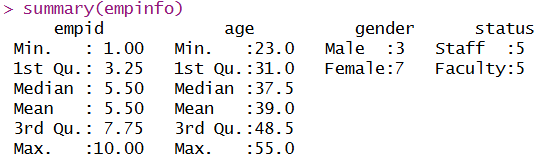 > summary(empinfo)
     empid            age          gender      status
 Min.   : 1.00   Min.   :23.0   Male  :3   Staff  :5
 1st Qu.: 3.25   1st Qu.:31.0   Female:7   Faculty:5
 Median : 5.50   Median :37.5
 Mean   : 5.50   Mean   :39.0
 3rd Qu.: 7.75   3rd Qu.:48.5
 Max.   :10.00   Max.   :55.0